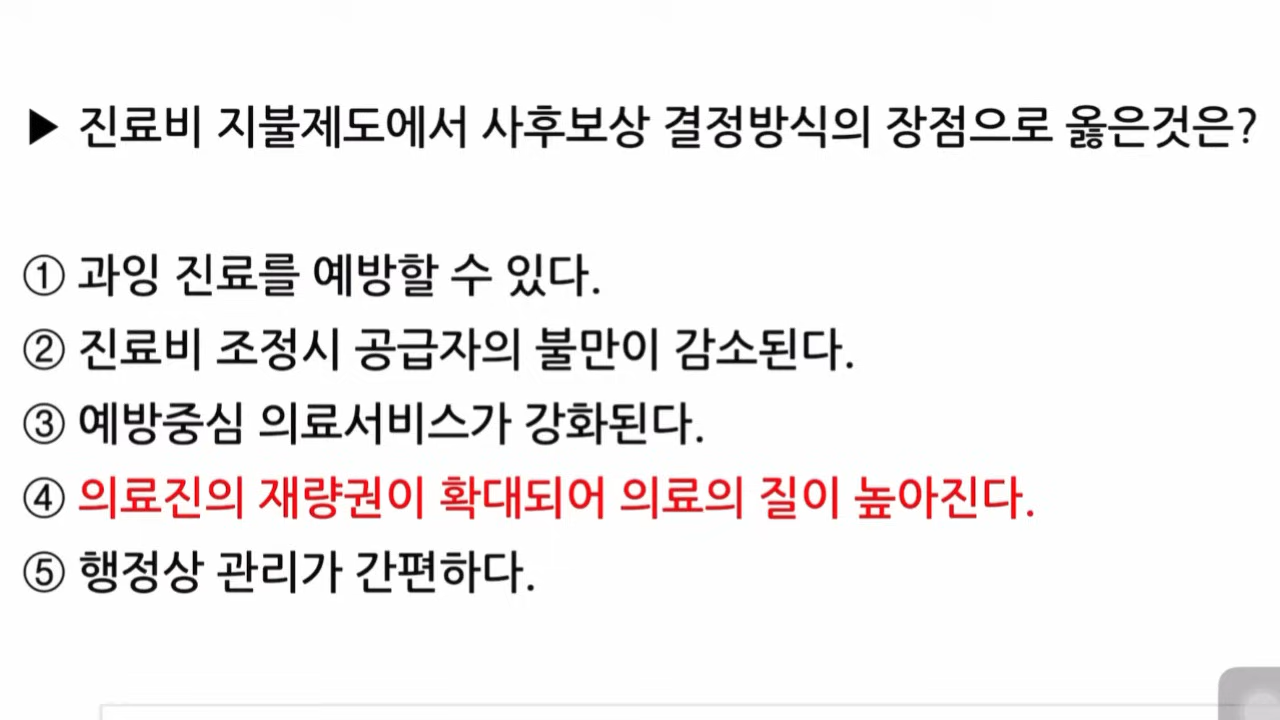 ▶ 진료비 지불제도에서 사후보상 결정방식의 장점으로 옳은것은?
① 과잉 진료를 예방할 수 있다.
② 진료비 조정시 공급자의 불만이 감소된다.
③ 예방중심 의료서비스가 강화된다.
④ 의료진의 재량권이 확대되어 의료의 질이 높아진다.
⑤ 행정상 관리가 간편하다.